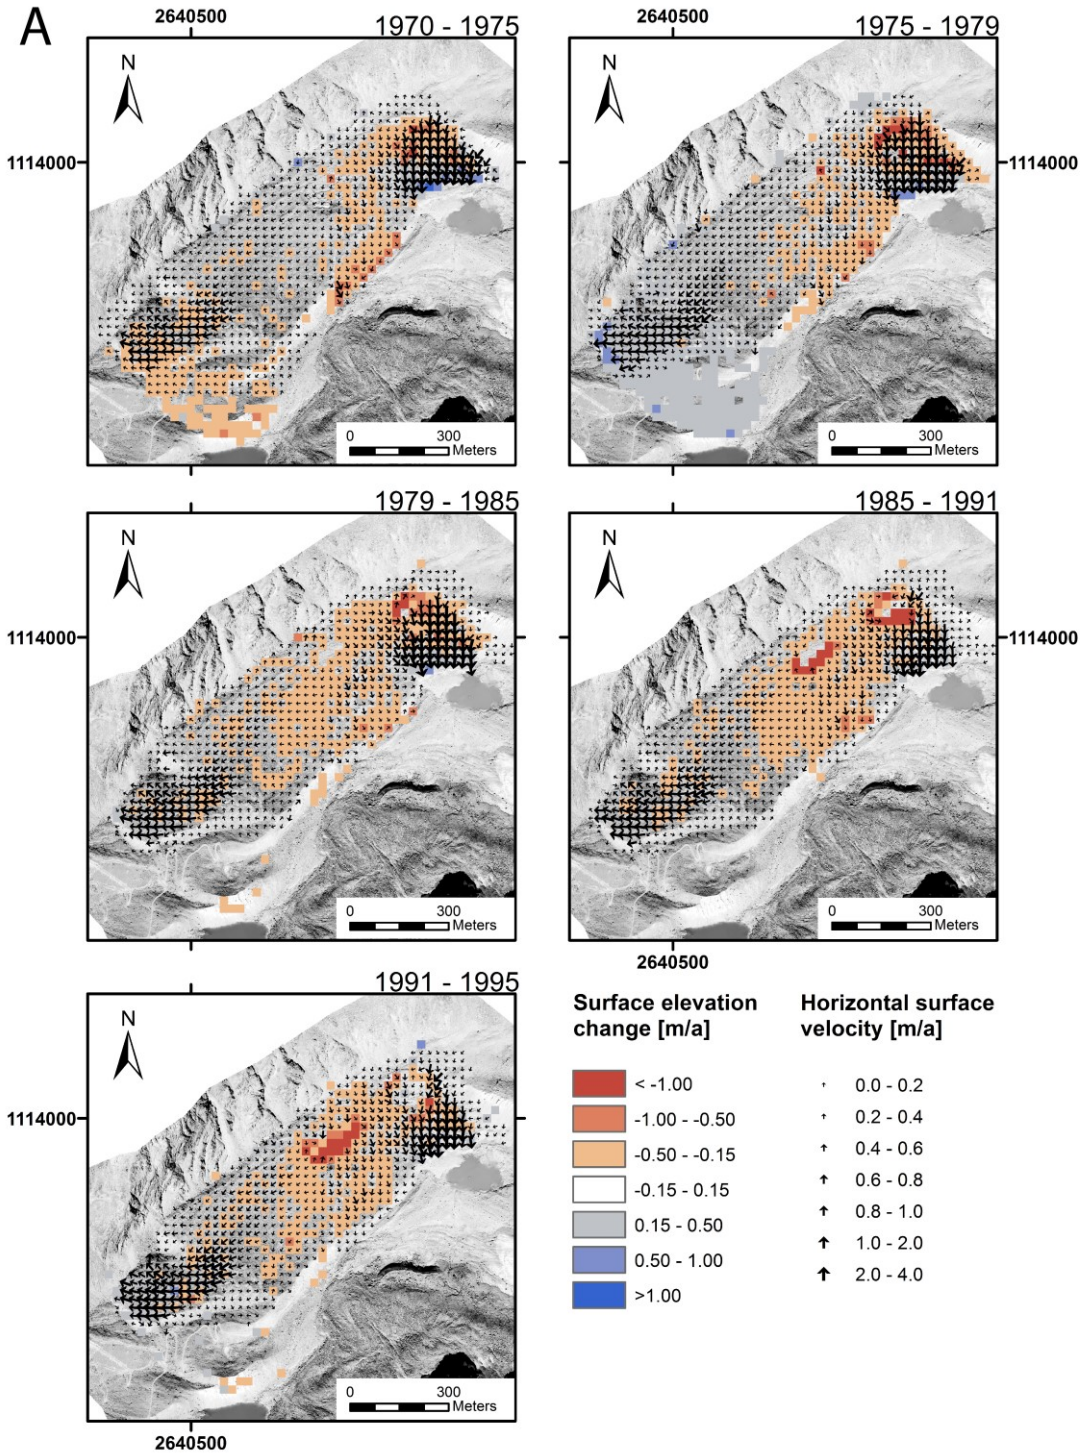 A
2640500
1970 - 1975
N
1114000
0 300
Meters
2640500
1975 - 1979
N
1114000
0 300
Meters
2640500
1979 - 1985
N
1114000
0 300
Meters
1985 - 1991
N
1114000
0 300
Meters
2640500
1991 - 1995
N
1114000
0 300
Meters
2640500
Surface elevation
change [m/a]
< -1.00
-1.00 - -0.50
-0.50 - -0.15
-0.15 - 0.15
0.15 - 0.50
0.50 - 1.00
>1.00
Horizontal surface
velocity [m/a]
0.0 - 0.2
0.2 - 0.4
0.4 - 0.6
0.6 - 0.8
0.8 - 1.0
1.0 - 2.0
2.0 - 4.0